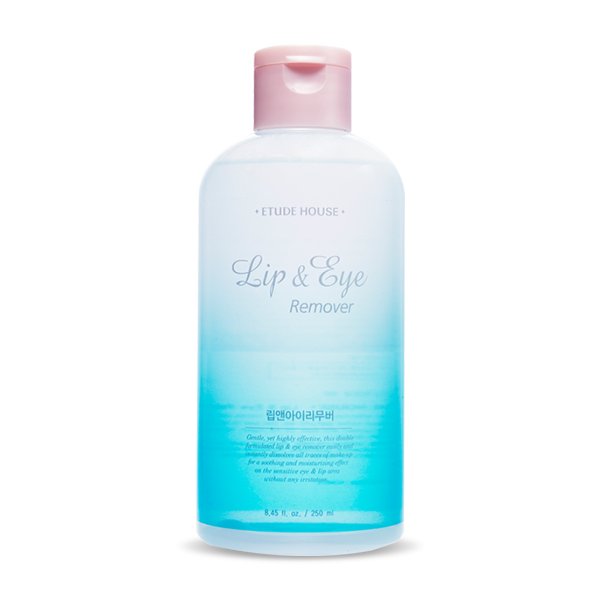 • ETUDE HOUSE •
Lip & Eye
Remover
립앤아이리무버
Gentle, yet highly effective, this double
formulated lip & eye remover easily and
instantly dissolves all traces of makeup
for a soothing and moisturizing effect
on the sensitive eye & lip area
without any irritation.
8.45 fl. oz. / 250 ml